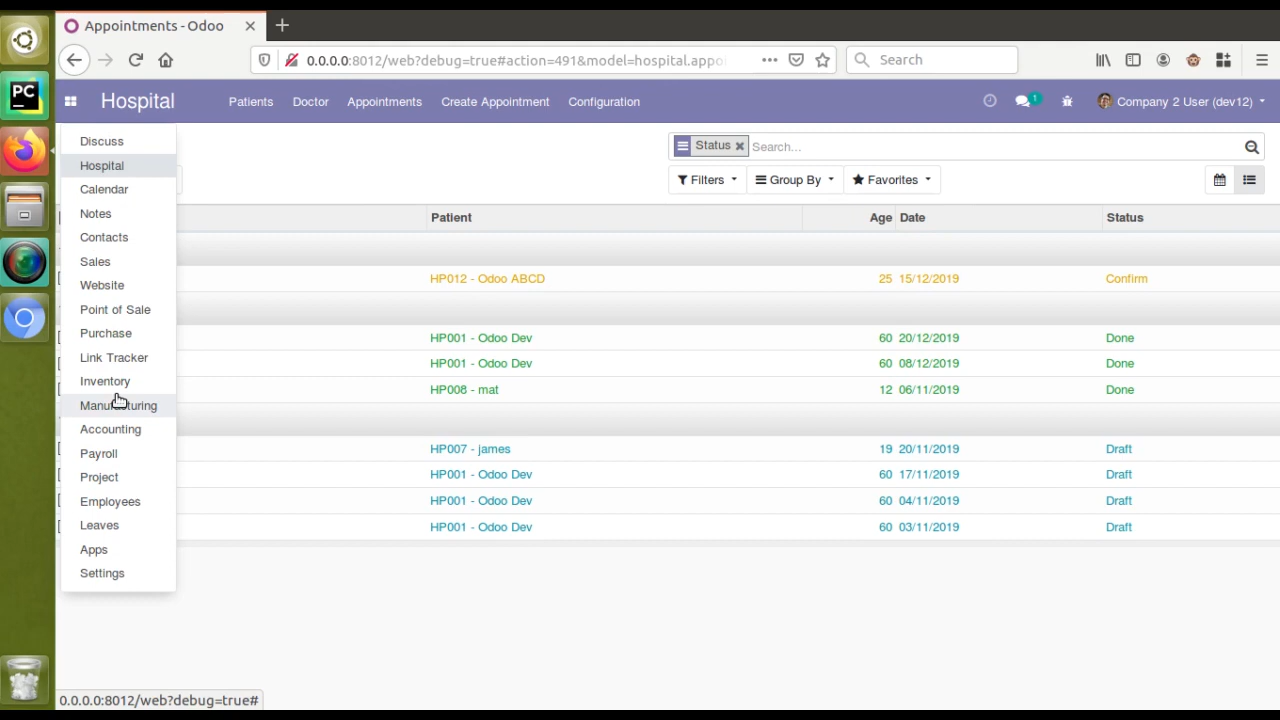 Appointments - Odoo
PC
0.0.0.0:8012/web?debug=true#action=491&model=hospital.appo
Search
Hospital
Patients
Doctor
Appointments
Create Appointment
Configuration
1
Company 2 User (dev12)
Discuss
Hospital
Calendar
Notes
Contacts
Sales
Website
Point of Sale
Purchase
Link Tracker
Inventory
Manufacturing
Accounting
Payroll
Project
Employees
Leaves
Apps
Settings
Status
Search...
Filters
Group By
Favorites
Patient Age Date Status
HP012 - Odoo ABCD 25 15/12/2019 Confirm
HP001 - Odoo Dev 60 20/12/2019 Done
HP001 - Odoo Dev 60 08/12/2019 Done
HP008 - mat 12 06/11/2019 Done
HP007 - james 19 20/11/2019 Draft
HP001 - Odoo Dev 60 17/11/2019 Draft
HP001 - Odoo Dev 60 04/11/2019 Draft
HP001 - Odoo Dev 60 03/11/2019 Draft
0.0.0.0:8012/web?debug=true#